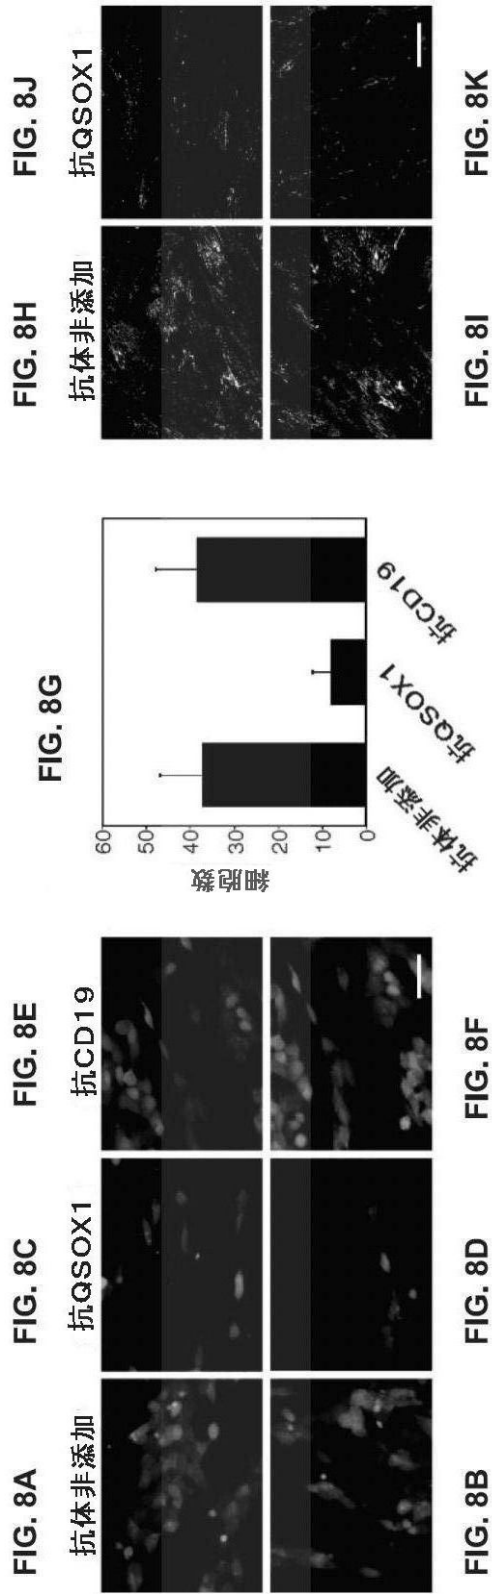 FIG. 8A
FIG. 8C
FIG. 8E
抗体非添加
抗QSOX1
抗CD19
FIG. 8B
FIG. 8D
FIG. 8F
FIG. 8G
60
50
40
30
20
10
0
細胞数
抗体非添加
抗QSOX1
抗CD19
FIG. 8H
FIG. 8J
抗体非添加
抗QSOX1
FIG. 8I
FIG. 8K